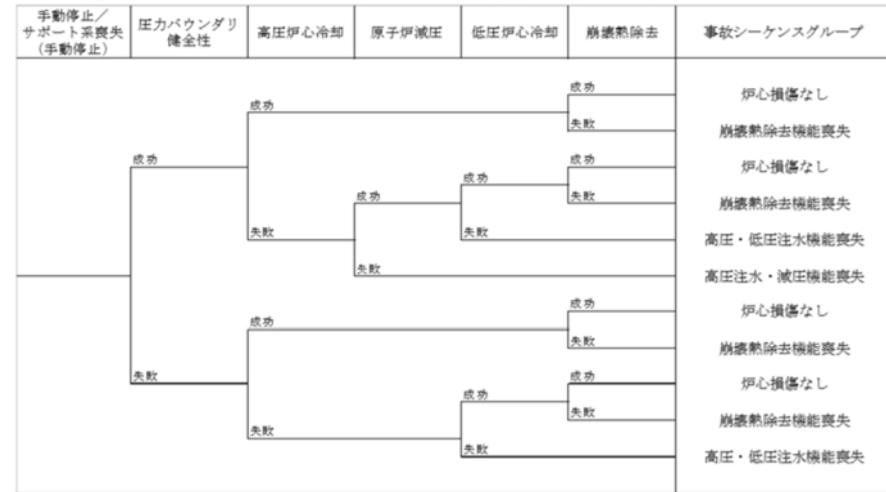 手動停止／
サポート系喪失
(手動停止)
圧力バウンダリ
健全性
高圧炉心冷却
原子炉減圧
低圧炉心冷却
崩壊熱除去
事故シーケンスグループ
成功
炉心損傷なし
成功
失敗
崩壊熱除去機能喪失
成功
成功
炉心損傷なし
成功
成功
失敗
崩壊熱除去機能喪失
失敗
失敗
高圧・低圧注水機能喪失
失敗
高圧注水・減圧機能喪失
成功
炉心損傷なし
成功
失敗
崩壊熱除去機能喪失
失敗
成功
炉心損傷なし
成功
失敗
崩壊熱除去機能喪失
失敗
失敗
高圧・低圧注水機能喪失